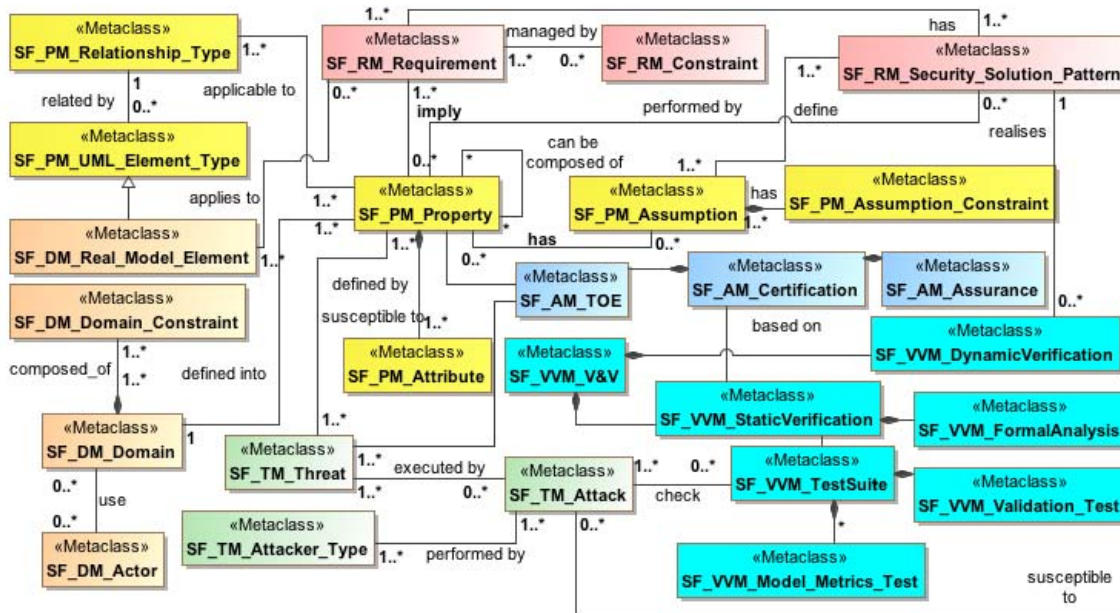 «Metaclass»
SF_PM_Relationship_Type
1..*
1
related by
0..*
«Metaclass»
SF_PM_UML_Element_Type
applicable to
applies to
«Metaclass»
SF_DM_Real_Model_Element
1..*
«Metaclass»
SF_DM_Domain_Constraint
1..*
composed_of
1..*
defined into
«Metaclass»
SF_DM_Domain
1
0..*
use
0..*
«Metaclass»
SF_DM_Actor
1..*
«Metaclass»
SF_RM_Requirement
0..*
1..*
imply
0..*
managed by
1..*
0..*
«Metaclass»
SF_RM_Constraint
has
1..*
«Metaclass»
SF_RM_Security_Solution_Pattern
1..*
0..*
1
performed by
define
realises
can be
composed of
*
*
1..*
1..*
«Metaclass»
SF_PM_Property
1..*
0..*
has
0..*
1..*
«Metaclass»
SF_PM_Assumption
has
1..*
«Metaclass»
SF_PM_Assumption_Constraint
defined by
susceptible to
1..*
«Metaclass»
SF_PM_Attribute
«Metaclass»
SF_AM_TOE
«Metaclass»
SF_AM_Certification
«Metaclass»
SF_AM_Assurance
based on
0..*
«Metaclass»
SF_VVM_V&V
«Metaclass»
SF_VVM_DynamicVerification
«Metaclass»
SF_VVM_StaticVerification
«Metaclass»
SF_VVM_FormalAnalysis
1..*
«Metaclass»
SF_TM_Threat
1..*
1..*
executed by
0..*
«Metaclass»
SF_TM_Attack
1..*
0..*
check
«Metaclass»
SF_VVM_TestSuite
«Metaclass»
SF_VVM_Validation_Test
*
«Metaclass»
SF_VVM_Model_Metrics_Test
«Metaclass»
SF_TM_Attacker_Type
1..*
performed by
1..*
0..*
susceptible
to